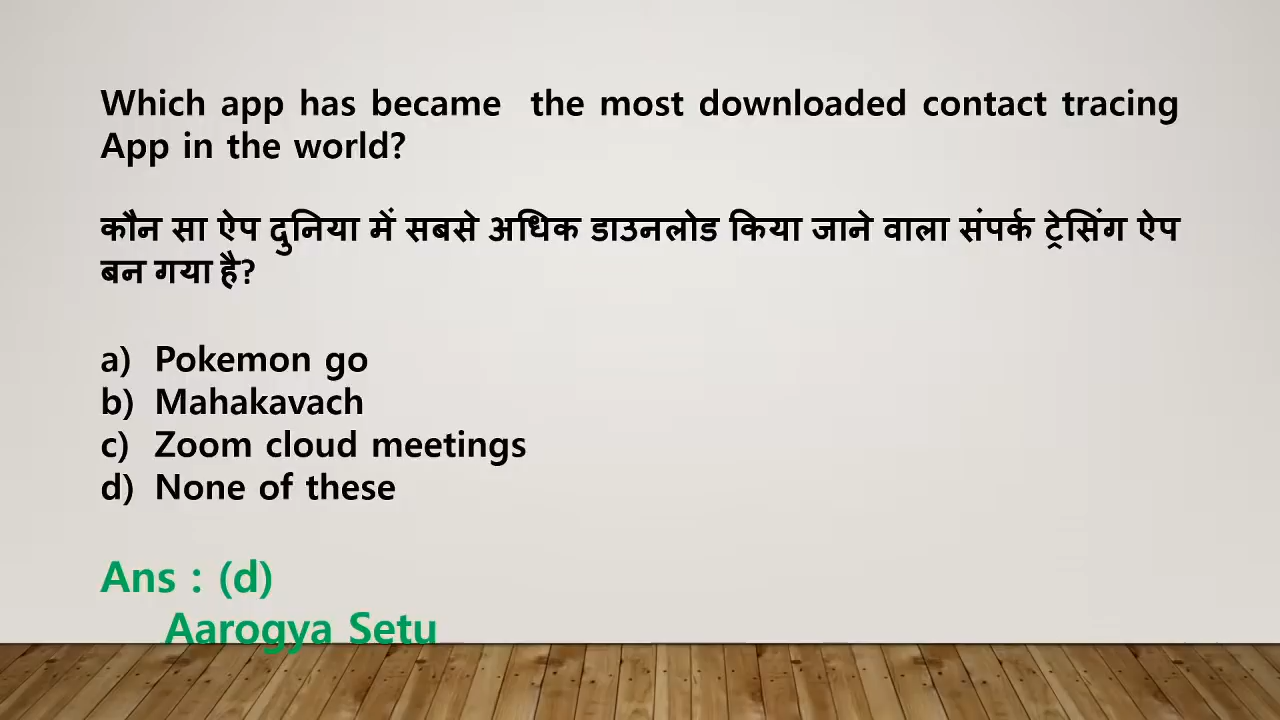 Which app has became the most downloaded contact tracing
App in the world?
कौन सा ऐप दुनिया में सबसे अधिक डाउनलोड किया जाने वाला संपर्क ट्रेसिंग ऐप
बन गया है?
a) Pokemon go
b) Mahakavach
c) Zoom cloud meetings
d) None of these
Ans : (d)
Aarogya Setu